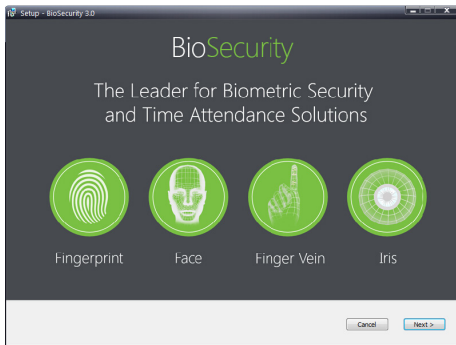 Setup - BioSecurity 3.0
BioSecurity
The Leader for Biometric Security
and Time Attendance Solutions
Fingerprint Face Finger Vein Iris
Cancel Next >